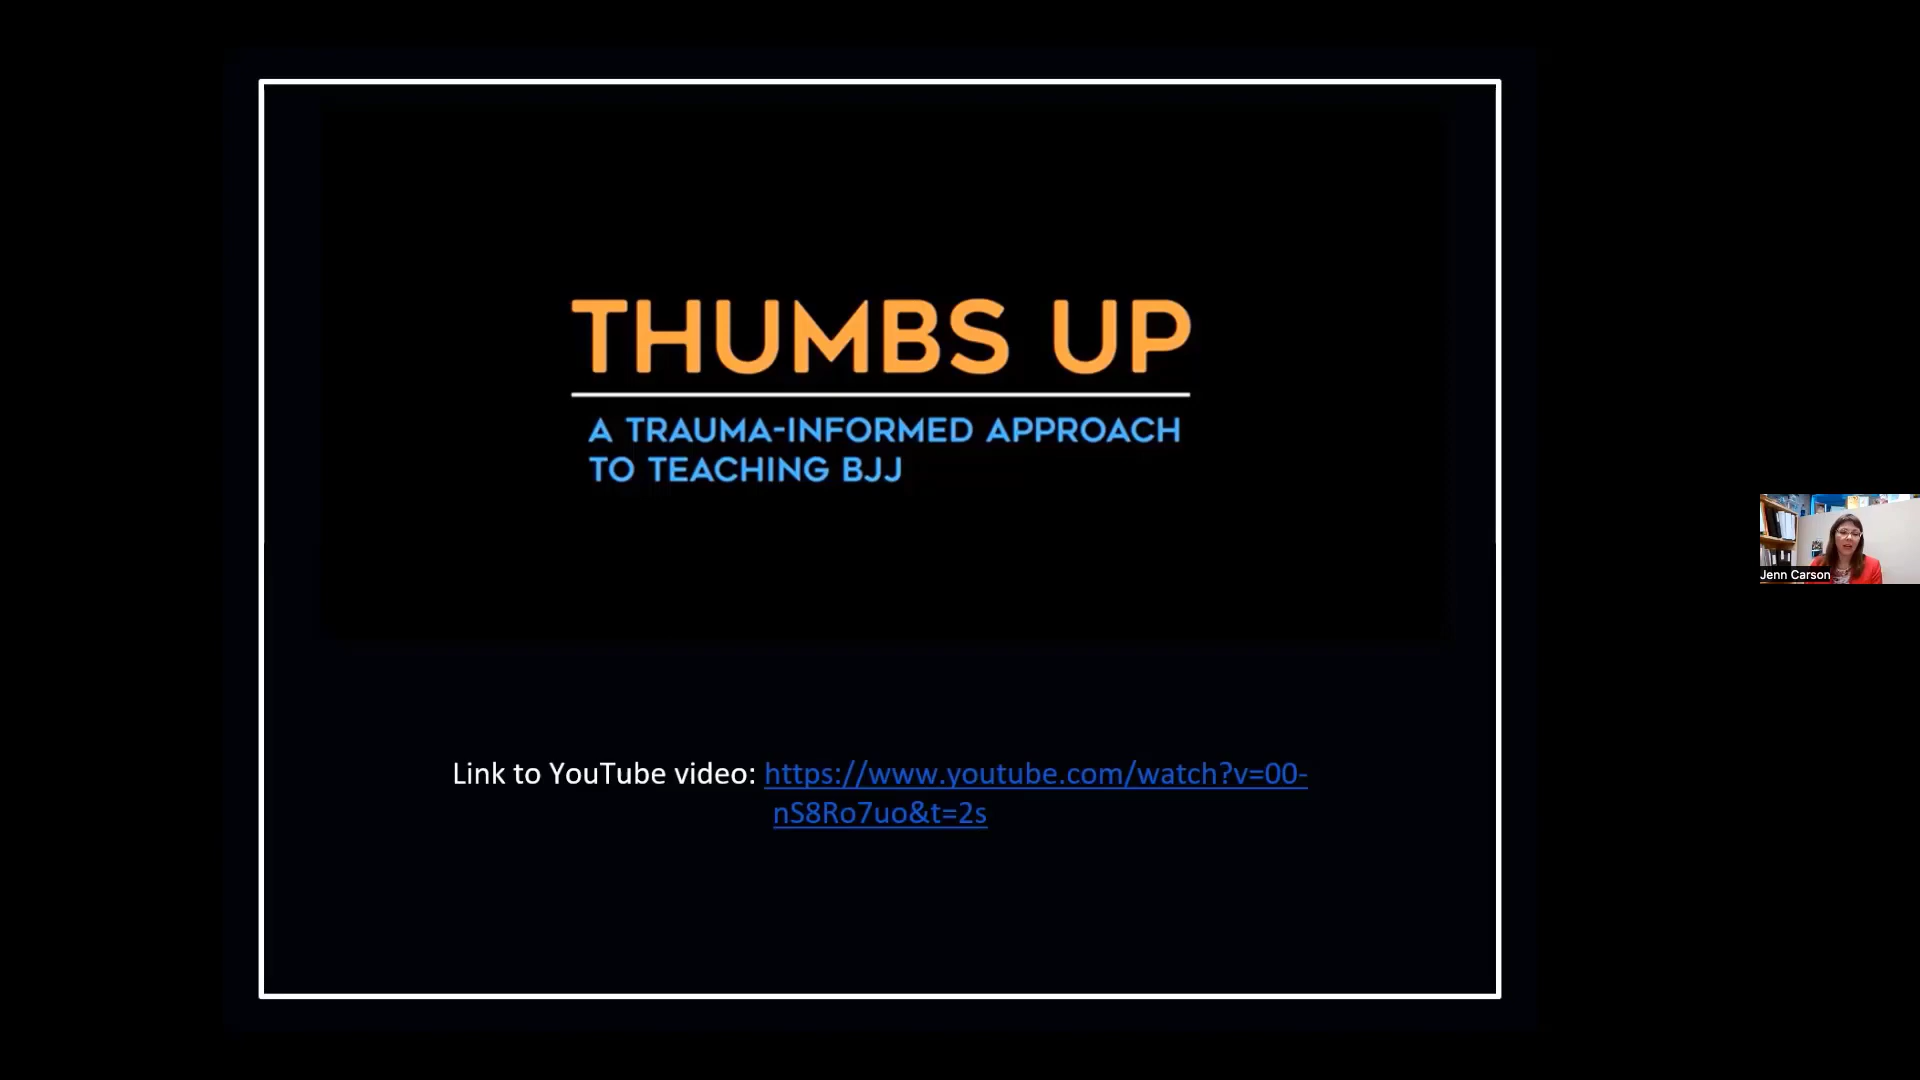 THUMBS UP
A TRAUMA-INFORMED APPROACH
TO TEACHING BJJ
Link to YouTube video: https://www.youtube.com/watch?v=00-
nS8Ro7uo&t=2s
Jenn Carson